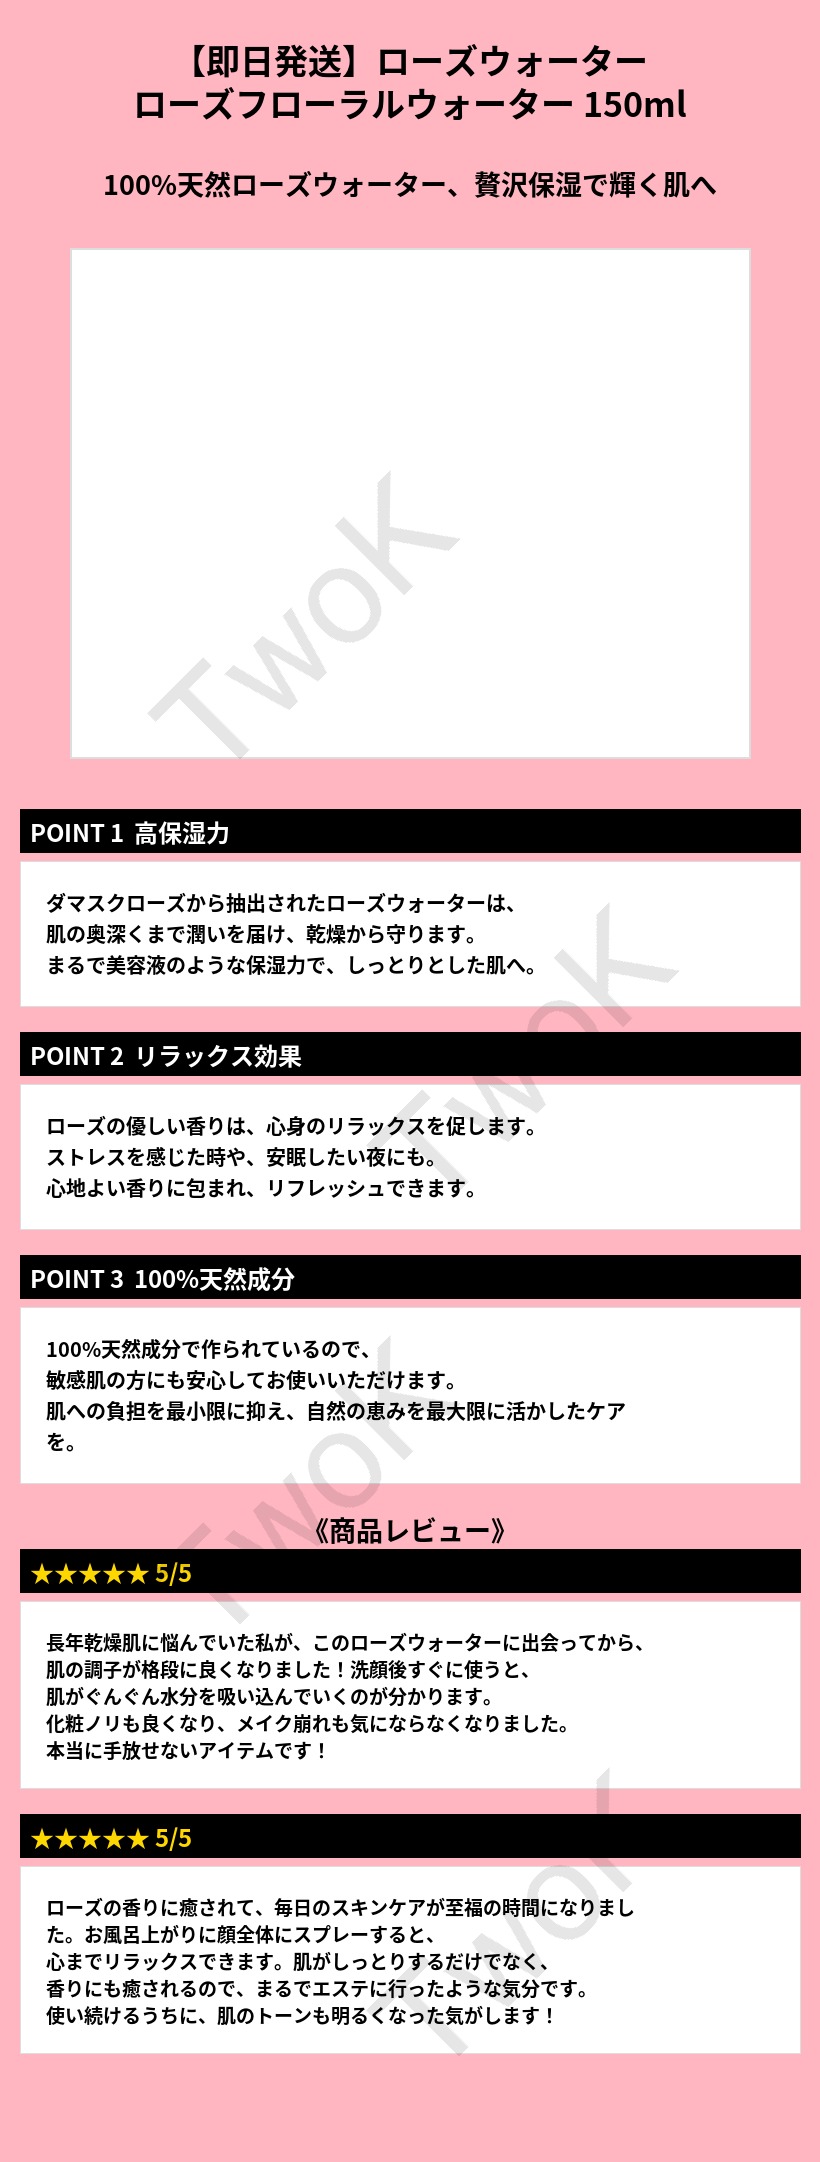 【即日発送】ローズウォーター
ローズフローラルウォーター 150ml
100%天然ローズウォーター、贅沢保湿で輝く肌へ
TwoK
POINT 1 高保湿力
ダマスクローズから抽出されたローズウォーターは、
肌の奥深くまで潤いを届け、乾燥から守ります。
まるで美容液のような保湿力で、しっとりとした肌へ。
TwoK
POINT 2 リラックス効果
ローズの優しい香りは、心身のリラックスを促します。
ストレスを感じた時や、安眠したい夜にも。
心地よい香りに包まれ、リフレッシュできます。
POINT 3 100%天然成分
100%天然成分で作られているので、
敏感肌の方にも安心してお使いいただけます。
肌への負担を最小限に抑え、自然の恵みを最大限に活かしたケア
を。
TwoK
《商品レビュー》
★★★★★ 5/5
長年乾燥肌に悩んでいた私が、このローズウォーターに出会ってから、
肌の調子が格段に良くなりました！洗顔後すぐに使うと、
肌がぐんぐん水分を吸い込んでいくのが分かります。
化粧ノリも良くなり、メイク崩れも気にならなくなりました。
本当に手放せないアイテムです！
★★★★★ 5/5
ローズの香りに癒されて、毎日のスキンケアが至福の時間になりまし
た。お風呂上がりに顔全体にスプレーすると、
心までリラックスできます。肌がしっとりするだけでなく、
香りにも癒されるので、まるでエステに行ったような気分です。
使い続けるうちに、肌のトーンも明るくなった気がします！
TwoK